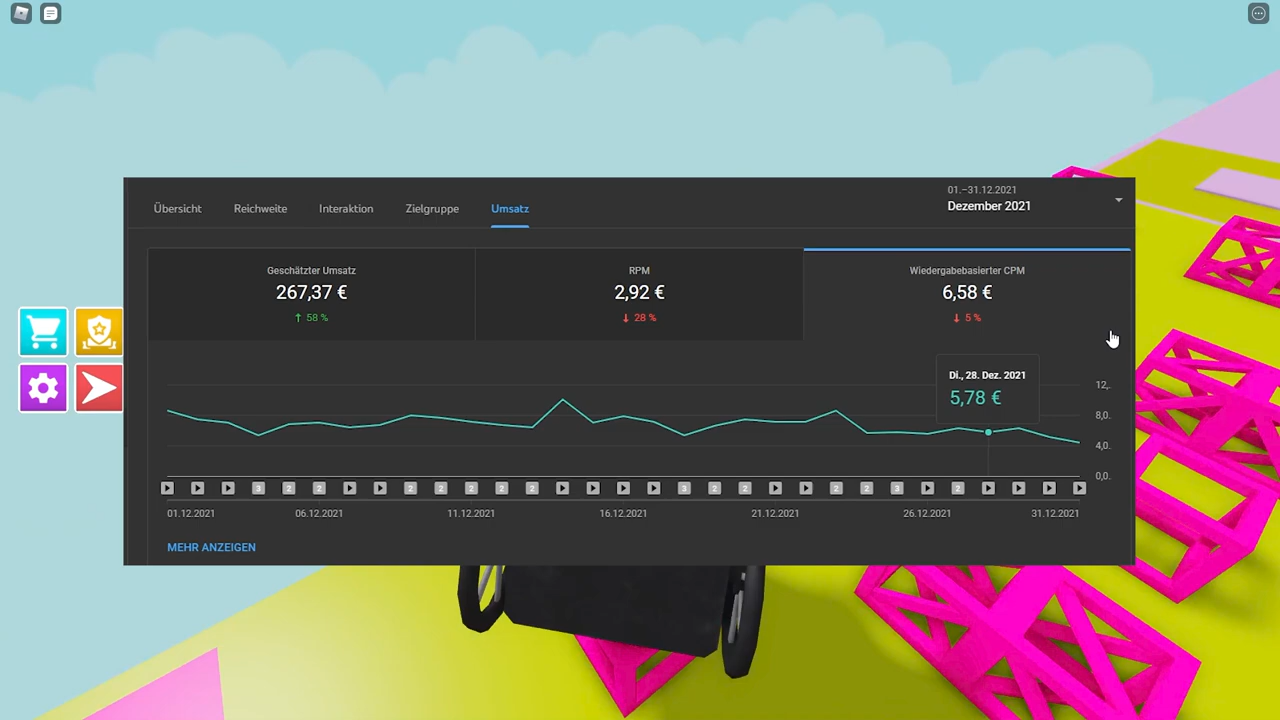 Übersicht Reichweite Interaktion Zielgruppe Umsatz
01.–31.12.2021
Dezember 2021
Geschätzter Umsatz
267,37 €
↑ 58 %
RPM
2,92 €
↓ 28 %
Wiedergabebasierter CPM
6,58 €
↓ 5 %
Di., 28. Dez. 2021
5,78 €
12,.
8,0.
4,0.
0,0.
3 2 2 2 2 2 2 2 3 2 2 2 2 3 2
01.12.2021 06.12.2021 11.12.2021 16.12.2021 21.12.2021 26.12.2021 31.12.2021
MEHR ANZEIGEN